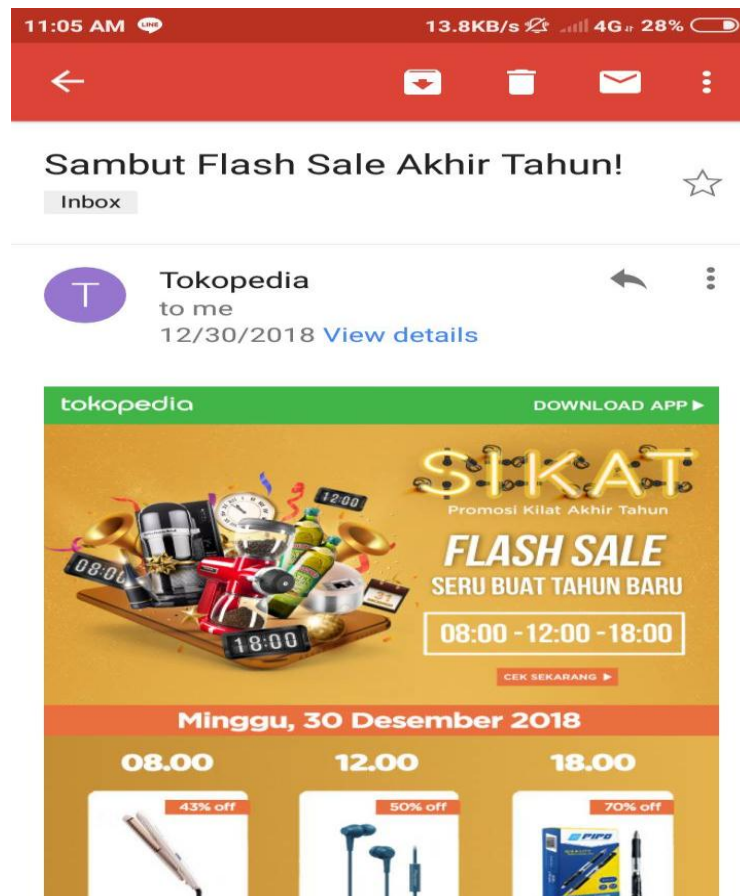 11:05 AM LINE 13.8KB/s 4G 28%
Sambut Flash Sale Akhir Tahun!
Inbox
T Tokopedia
to me
12/30/2018 View details
tokopedia DOWNLOAD APP ▶
SIKAT
Promosi Kilat Akhir Tahun
FLASH SALE
SERU BUAT TAHUN BARU
08:00 - 12:00 - 18:00
CEK SEKARANG ▶
12:00
08:00
18:00
31
Minggu, 30 Desember 2018
08.00 12.00 18.00
43% off 50% off 70% off
PIPO